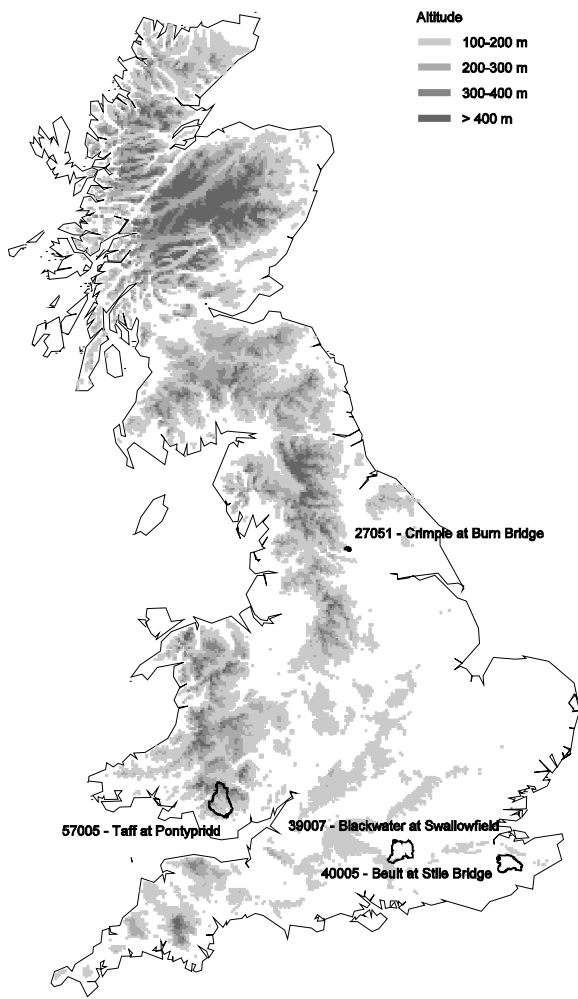 Altitude
100-200 m
200-300 m
300-400 m
> 400 m
27051 - Crimple at Burn Bridge
57005 - Taff at Pontypridd
39007 - Blackwater at Swallowfield
40005 - Beult at Stile Bridge